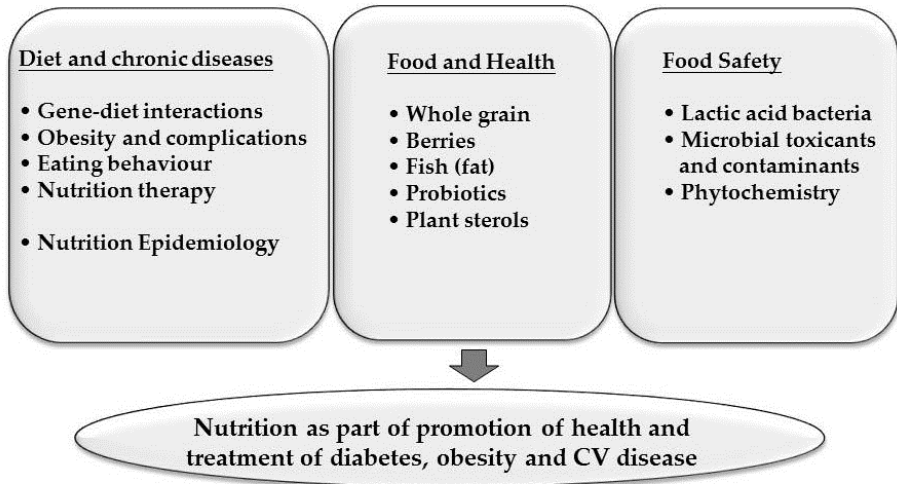 Diet and chronic diseases
• Gene-diet interactions
• Obesity and complications
• Eating behaviour
• Nutrition therapy
• Nutrition Epidemiology
Food and Health
• Whole grain
• Berries
• Fish (fat)
• Probiotics
• Plant sterols
Food Safety
• Lactic acid bacteria
• Microbial toxicants
and contaminants
• Phytochemistry
Nutrition as part of promotion of health and
treatment of diabetes, obesity and CV disease